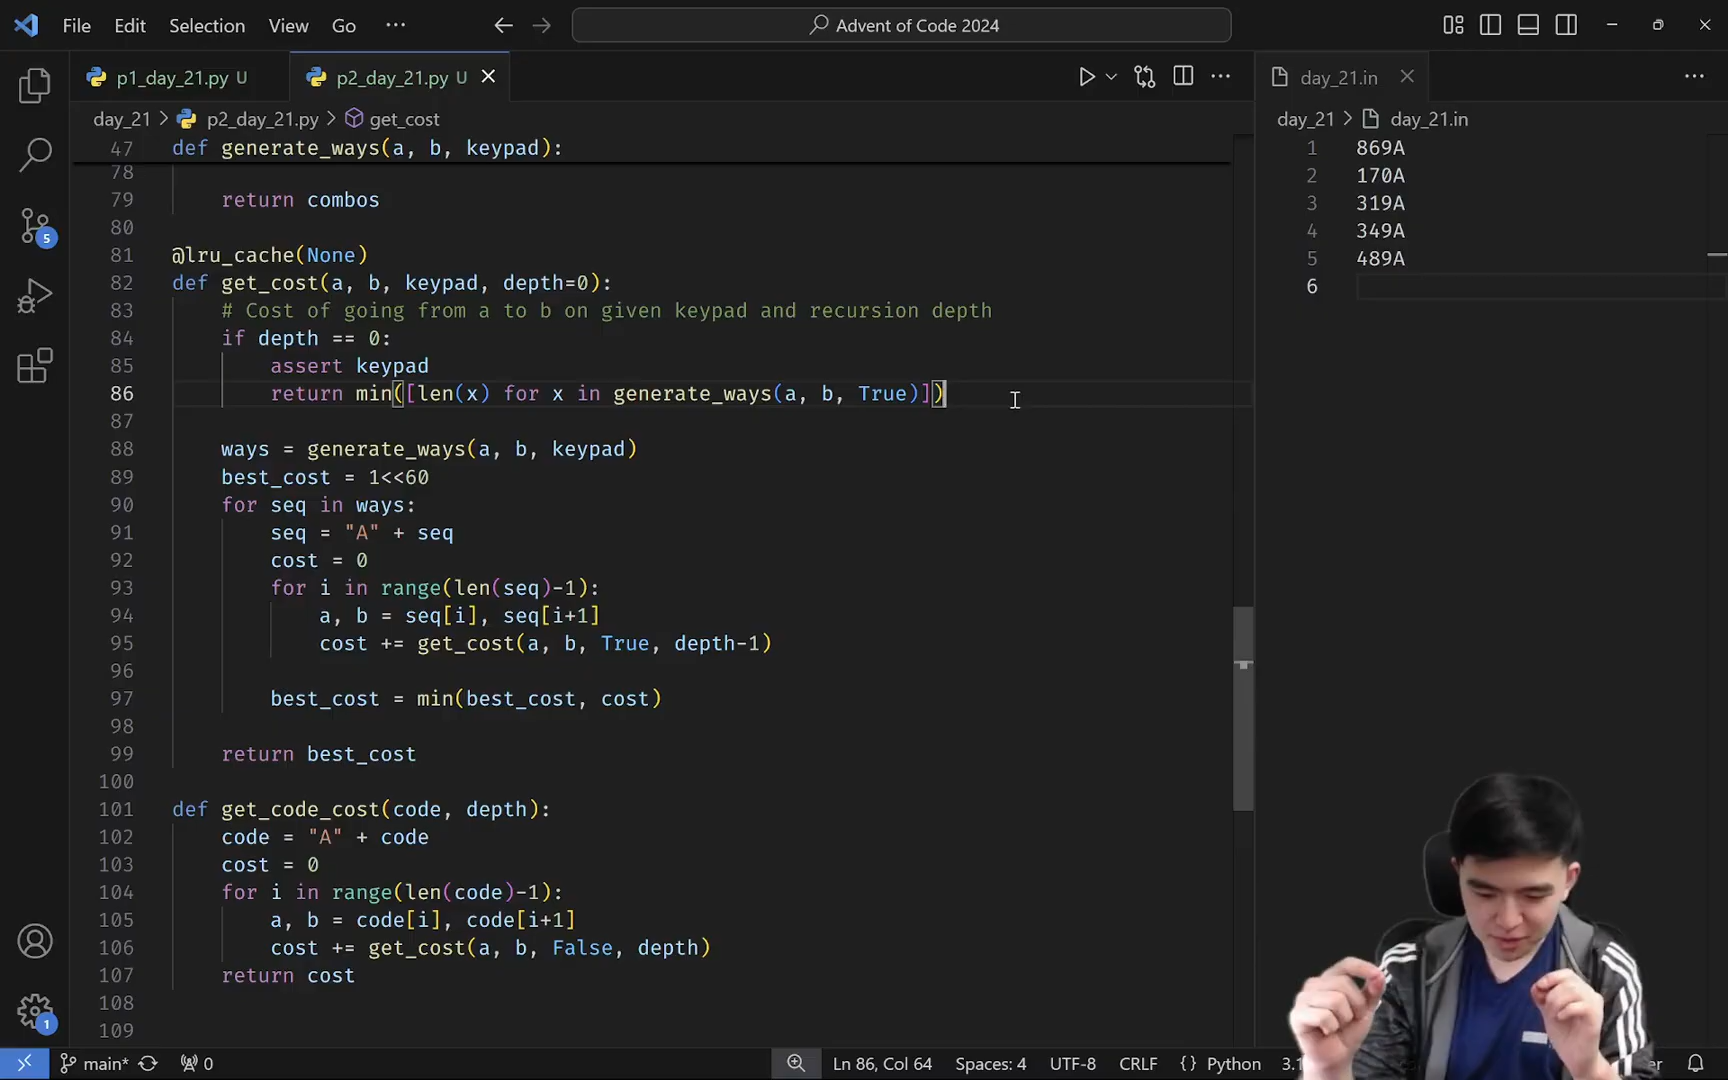 File Edit Selection View Go ··· Advent of Code 2024
p1_day_21.py U p2_day_21.py U day_21.in ···
day_21 > p2_day_21.py > get_cost day_21 > day_21.in
47 def generate_ways(a, b, keypad):
78
79 return combos
80
81 @lru_cache(None)
82 def get_cost(a, b, keypad, depth=0):
83 # Cost of going from a to b on given keypad and recursion depth
84 if depth == 0:
85 assert keypad
86 return min([len(x) for x in generate_ways(a, b, True)])
87
88 ways = generate_ways(a, b, keypad)
89 best_cost = 1<<60
90 for seq in ways:
91 seq = "A" + seq
92 cost = 0
93 for i in range(len(seq)-1):
94 a, b = seq[i], seq[i+1]
95 cost += get_cost(a, b, True, depth-1)
96
97 best_cost = min(best_cost, cost)
98
99 return best_cost
100
101 def get_code_cost(code, depth):
102 code = "A" + code
103 cost = 0
104 for i in range(len(code)-1):
105 a, b = code[i], code[i+1]
106 cost += get_cost(a, b, False, depth)
107 return cost
108
109
1 869A
2 170A
3 319A
4 349A
5 489A
6
5
1
main* 0 Ln 86, Col 64 Spaces: 4 UTF-8 CRLF {} Python